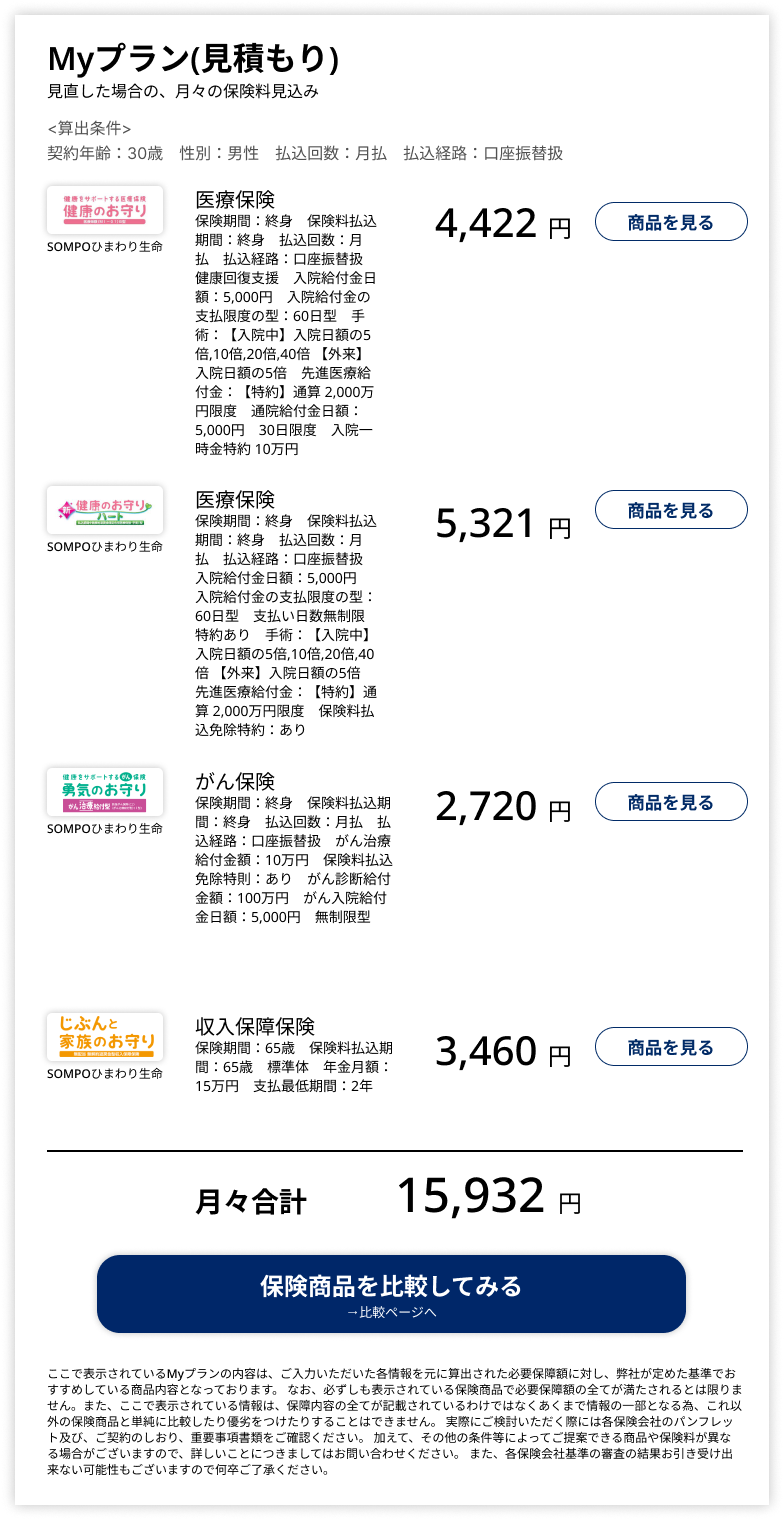 Myプラン(見積もり)
見直した場合の、月々の保険料見込み
<算出条件>
契約年齢：30歳　性別：男性　払込回数：月払　払込経路：口座振替扱
健康をサポートする医療保険
健康のお守り
SOMPOひまわり生命
医療保険
保険期間：終身　保険料払込
期間：終身　払込回数：月
払　払込経路：口座振替扱
健康回復支援　入院給付金日
額：5,000円　入院給付金の
支払限度の型：60日型　手
術：【入院中】入院日額の5
倍,10倍,20倍,40倍 【外来】
入院日額の5倍　先進医療給
付金：【特約】通算 2,000万
円限度　通院給付金日額：
5,000円　30日限度　入院一
時金特約 10万円
4,422 円
商品を見る
新 健康のお守り
ハート
SOMPOひまわり生命
医療保険
保険期間：終身　保険料払込
期間：終身　払込回数：月
払　払込経路：口座振替扱
入院給付金日額：5,000円
入院給付金の支払限度の型：
60日型　支払い日数無制限
特約あり　手術：【入院中】
入院日額の5倍,10倍,20倍,40
倍 【外来】入院日額の5倍
先進医療給付金：【特約】通
算 2,000万円限度　保険料払
込免除特約：あり
5,321 円
商品を見る
健康をサポートするがん保険
勇気のお守り
がん治療給付型
SOMPOひまわり生命
がん保険
保険期間：終身　保険料払込期
間：終身　払込回数：月払　払
込経路：口座振替扱　がん治療
給付金額：10万円　保険料払込
免除特則：あり　がん診断給付
金額：100万円　がん入院給付
金日額：5,000円　無制限型
2,720 円
商品を見る
じぶんと
家族のお守り
SOMPOひまわり生命
収入保障保険
保険期間：65歳　保険料払込期
間：65歳　標準体　年金月額：
15万円　支払最低期間：2年
3,460 円
商品を見る
月々合計
15,932 円
保険商品を比較してみる
→比較ページへ
ここで表示されているMyプランの内容は、ご入力いただいた各情報を元に算出された必要保障額に対し、弊社が定めた基準でお
すすめしている商品内容となっております。 なお、必ずしも表示されている保険商品で必要保障額の全てが満たされるとは限りま
せん。また、ここで表示されている情報は、保障内容の全てが記載されているわけではなくあくまで情報の一部となる為、これ以
外の保険商品と単純に比較したり優劣をつけたりすることはできません。 実際にご検討いただく際には各保険会社のパンフレッ
ト及び、ご契約のしおり、重要事項書類をご確認ください。 加えて、その他の条件等によってご提案できる商品や保険料が異な
る場合がございますので、詳しいことにつきましてはお問い合わせください。 また、各保険会社基準の審査の結果お引き受け出
来ない可能性もございますので何卒ご了承ください。